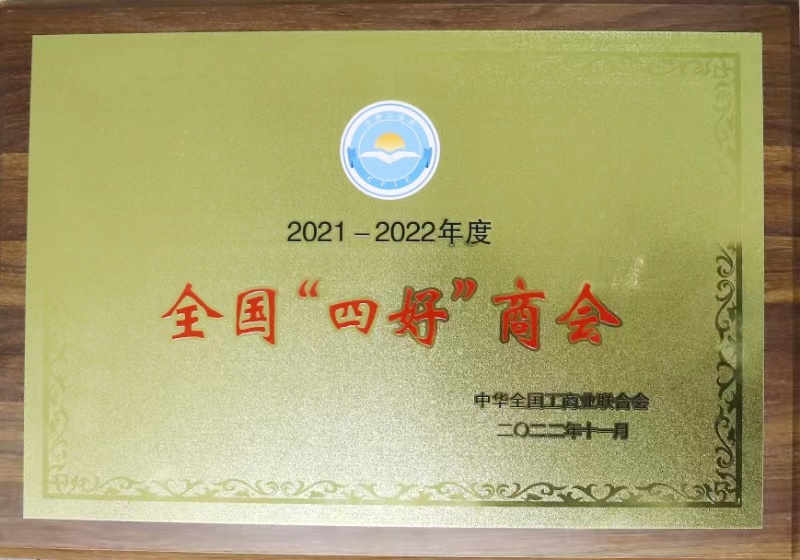 2021－2022年度
全国“四好”商会
中华全国工商业联合会
二〇二二年十一月